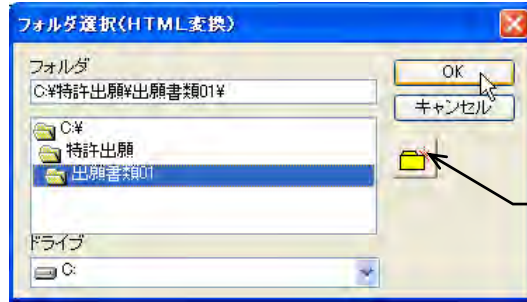 フォルダ選択(HTML変換)
フォルダ
C:¥特許出願¥出願書類01¥
OK
キャンセル
C:¥
特許出願
出願書類01
ドライブ
C: